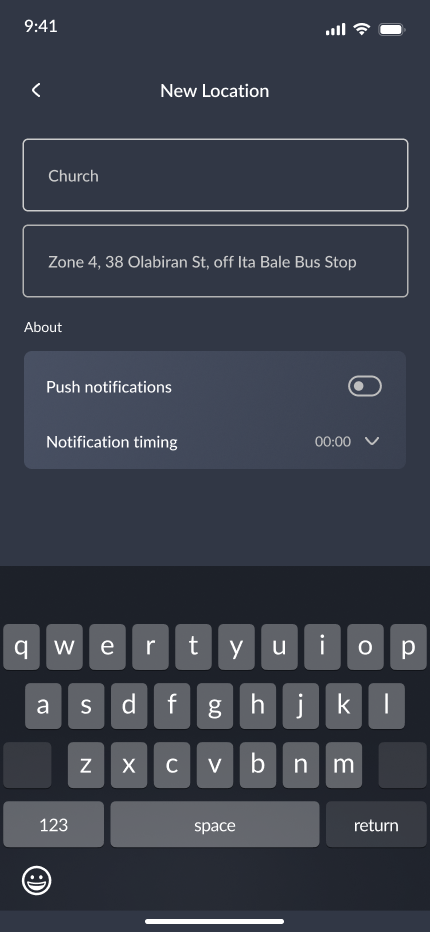 9:41
New Location
Church
Zone 4, 38 Olabiran St, off Ita Bale Bus Stop
About
Push notifications
Notification timing 00:00
q w e r t y u i o p
a s d f g h j k l
z x c v b n m
123 space return